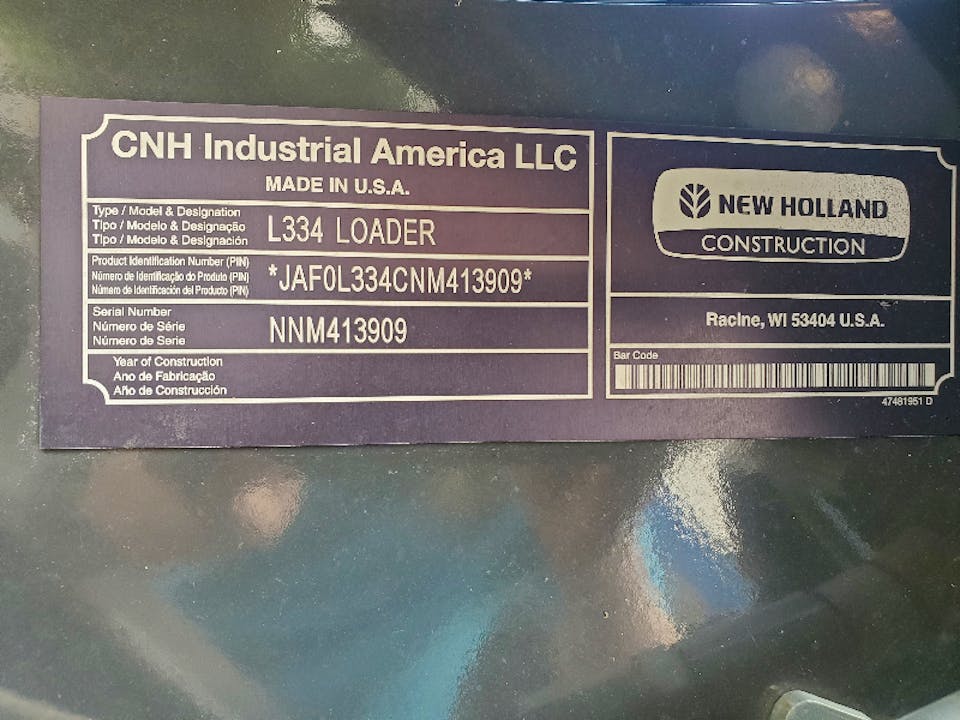 CNH Industrial America LLC
MADE IN U.S.A.
Type / Model & Designation
Tipo / Modelo & Designação
Tipo / Modelo & Designación
L334 LOADER
Product Identification Number (PIN)
Número de Identificação do Produto (PIN)
Número de Identificación del Producto (PIN)
*JAF0L334CNM413909*
Serial Number
Número de Série
Número de Serie
NNM413909
Year of Construction
Ano de Fabricação
Año de Construcción
NEW HOLLAND
CONSTRUCTION
Racine, WI 53404 U.S.A.
Bar Code
47481951 D